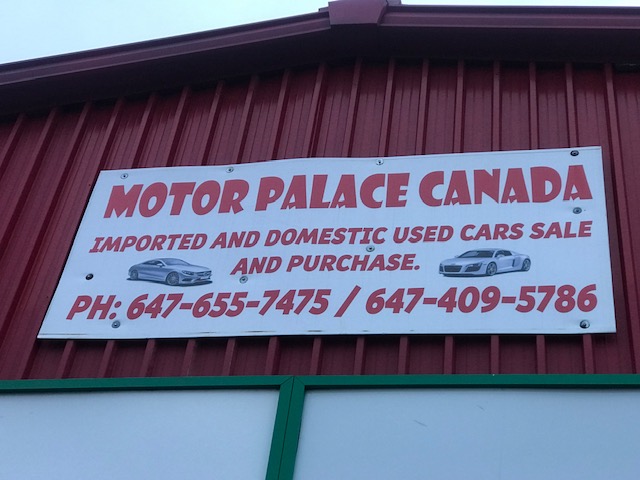 MOTOR PALACE CANADA
IMPORTED AND DOMESTIC USED CARS SALE
AND PURCHASE.
PH: 647-655-7475 / 647-409-5786